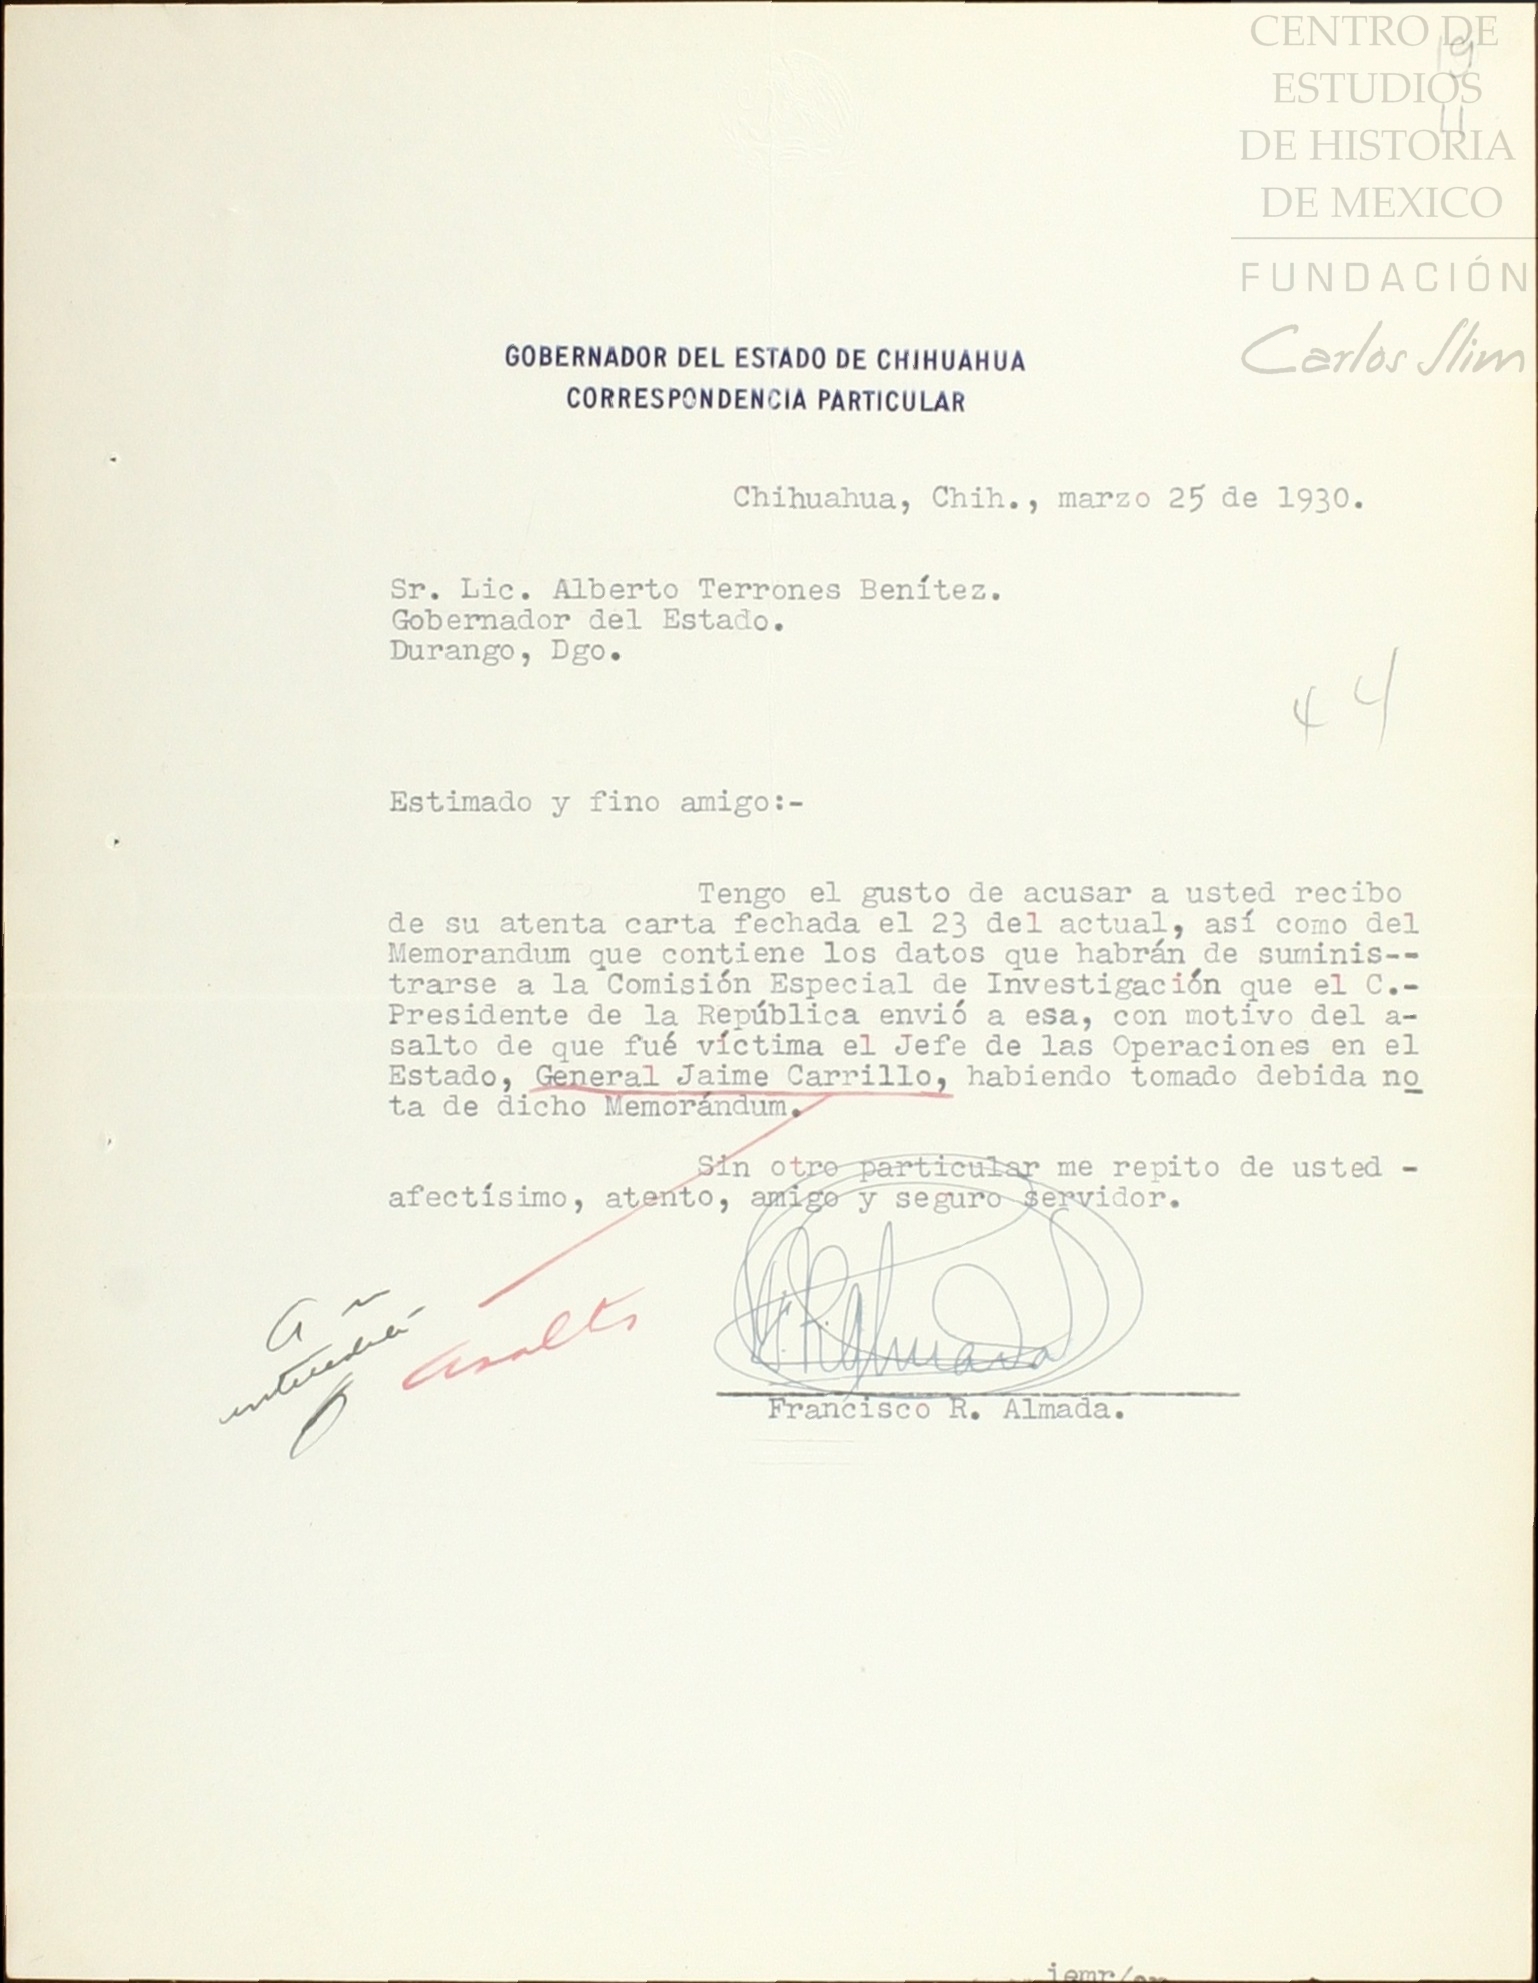 CENTRO DE
ESTUDIOS
DE HISTORIA
DE MEXICO
FUNDACIÓN
Carlos Slim
19
11
GOBERNADOR DEL ESTADO DE CHIHUAHUA
CORRESPONDENCIA PARTICULAR
Chihuahua, Chih., marzo 25 de 1930.
Sr. Lic. Alberto Terrones Benítez.
Gobernador del Estado.
Durango, Dgo.
44
Estimado y fino amigo:-
Tengo el gusto de acusar a usted recibo
de su atenta carta fechada el 23 del actual, así como del
Memorandum que contiene los datos que habrán de suminis--
trarse a la Comisión Especial de Investigación que el C.-
Presidente de la República envió a esa, con motivo del a-
salto de que fué víctima el Jefe de las Operaciones en el
Estado, General Jaime Carrillo, habiendo tomado debida no
ta de dicho Memorándum.
Sin otro particular me repito de usted -
afectísimo, atento, amigo y seguro servidor.
asalto
F. R. Almada
Francisco R. Almada.